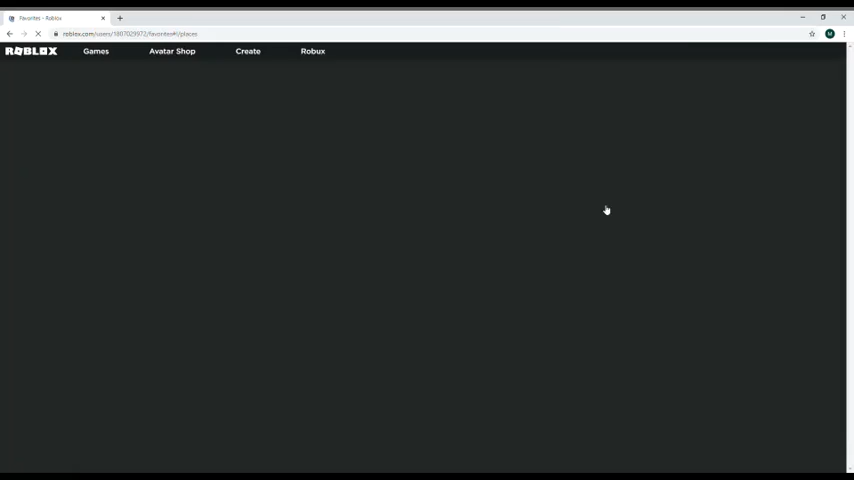 Favorites - Roblox
roblox.com/users/1807029972/favorites#!/places
M
ROBLOX Games Avatar Shop Create Robux